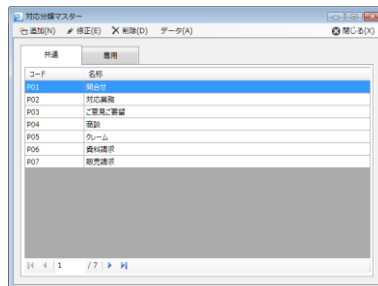 対応分類マスター
追加(N) 修正(E) 削除(D) データ(A) 閉じる(X)
共通 専用
コード 名称
P01 問合せ
P02 対応業務
P03 ご意見ご要望
P04 商談
P05 クレーム
P06 資料請求
P07 販売請求
1 / 7